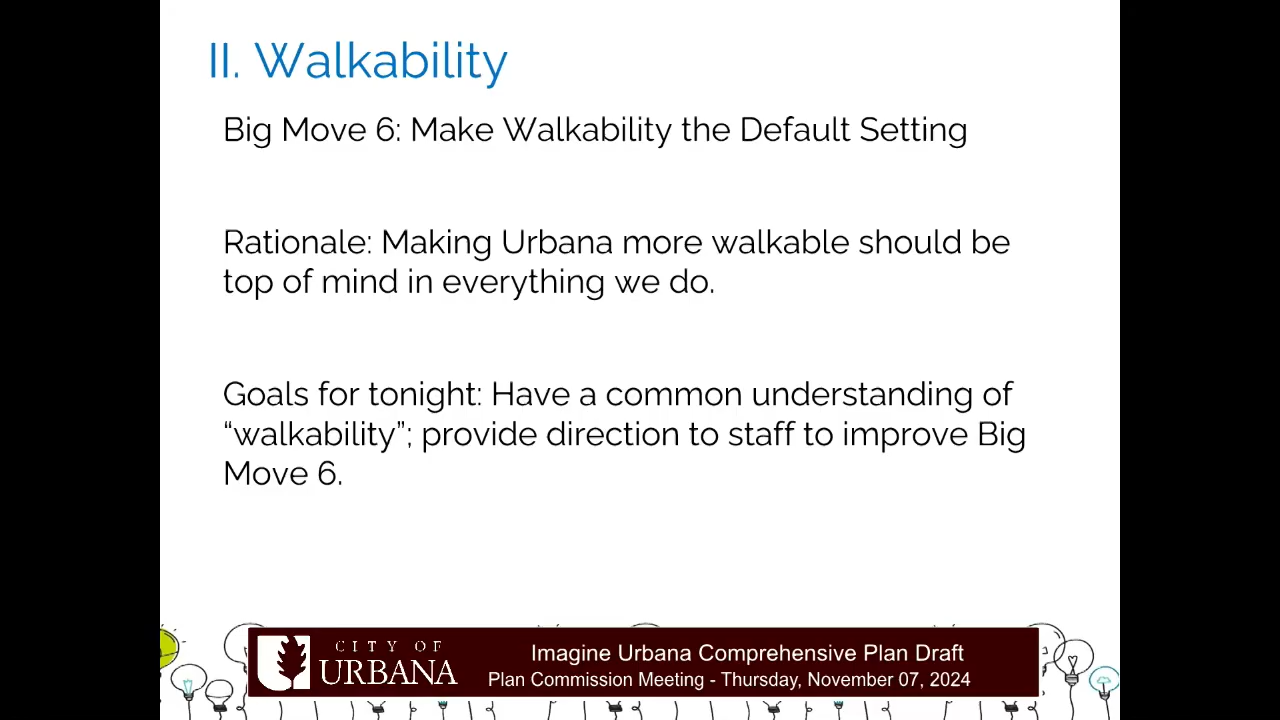 II. Walkability
Big Move 6: Make Walkability the Default Setting
Rationale: Making Urbana more walkable should be
top of mind in everything we do.
Goals for tonight: Have a common understanding of
“walkability”; provide direction to staff to improve Big
Move 6.
CITY OF
URBANA
Imagine Urbana Comprehensive Plan Draft
Plan Commission Meeting - Thursday, November 07, 2024